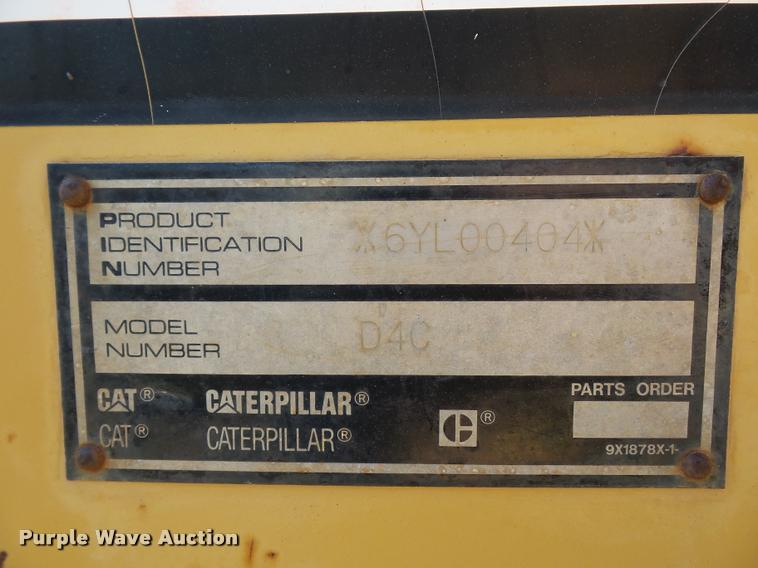 PRODUCT
IDENTIFICATION
NUMBER
*6YL00404*
MODEL
NUMBER
D4C
CAT® CATERPILLAR®
CAT® CATERPILLAR® ®
PARTS ORDER
9X1878X-1-
Purple Wave Auction®